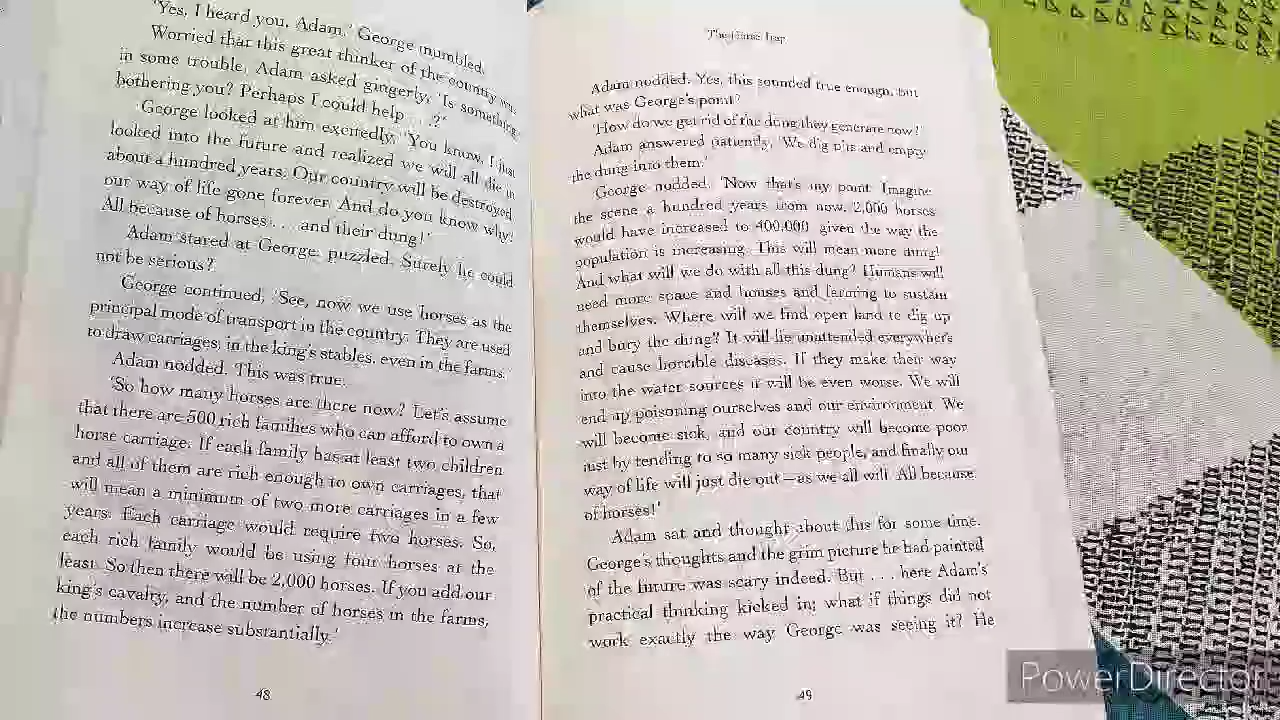 'Yes, I heard you, Adam,' George mumbled.
Worried that this great thinker of the country was
in some trouble, Adam asked gingerly, 'Is something
bothering you? Perhaps I could help . . .?'
George looked at him excitedly, 'You know, I just
looked into the future and realized we will all die in
about a hundred years. Our country will be destroyed,
our way of life gone forever. And do you know why?
All because of horses . . . and their dung!'
Adam stared at George, puzzled. Surely he could
not be serious?
George continued, 'See, now we use horses as the
principal mode of transport in the country. They are used
to draw carriages, in the king's stables, even in the farms.'
Adam nodded. This was true.
'So how many horses are there now? Let's assume
that there are 500 rich families who can afford to own a
horse carriage. If each family has at least two children
and all of them are rich enough to own carriages, that
will mean a minimum of two more carriages in a few
years. Each carriage would require two horses. So,
each rich family would be using four horses at the
least. So then there will be 2,000 horses. If you add our
king's cavalry, and the number of horses in the farms,
the numbers increase substantially.'
48
Adam nodded. Yes, this sounded true enough, but
what was George's point?
'How do we get rid of the dung they generate now?'
Adam answered patiently, 'We dig pits and empty
the dung into them.'
George nodded. 'Now that's my point. Imagine
the scene a hundred years from now. 2,000 horses
would have increased to 400,000 given the way the
population is increasing. This will mean more dung!
And what will we do with all this dung? Humans will
need more space and houses and farming to sustain
themselves. Where will we find open land to dig up
and bury the dung? It will lie unattended everywhere
and cause horrible diseases. If they make their way
into the water sources it will be even worse. We will
end up poisoning ourselves and our environment. We
will become sick, and our country will become poor
just by tending to so many sick people, and finally our
way of life will just die out—as we all will. All because
of horses!'
Adam sat and thought about this for some time.
George's thoughts and the grim picture he had painted
of the future was scary indeed. But . . . here Adam's
practical thinking kicked in; what if things did not
work exactly the way George was seeing it? He
49
PowerDirector